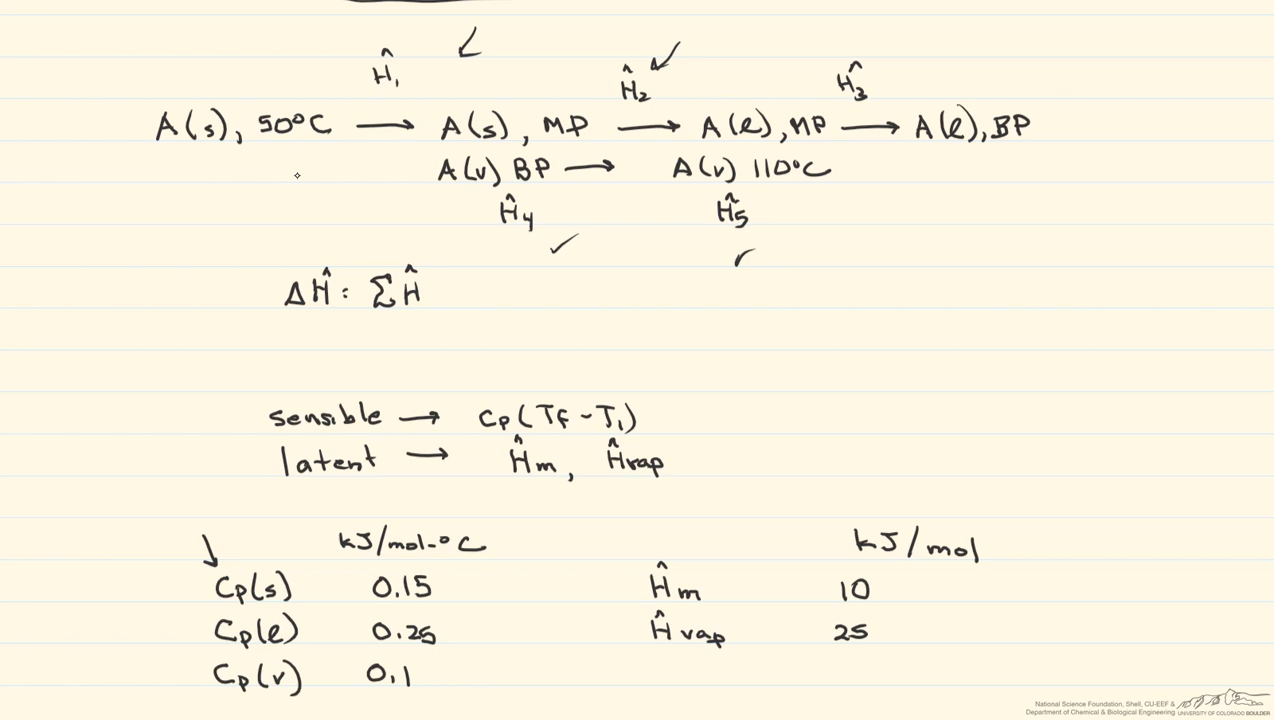 Ĥ₁ Ĥ₂ Ĥ₃
A(s), 50°C → A(s), MP → A(l), MP → A(l), BP
A(v) BP → A(v) 110°C
Ĥ₄ Ĥ₅
ΔĤ: ΣĤ
sensible → Cp(Tf - T₁)
latent → Ĥm, Ĥvap
kJ/mol-°C kJ/mol
Cp(s) 0.15 Ĥm 10
Cp(l) 0.25 Ĥvap 25
Cp(v) 0.1
National Science Foundation, Shell, CU-EEF &
Department of Chemical & Biological Engineering UNIVERSITY OF COLORADO BOULDER